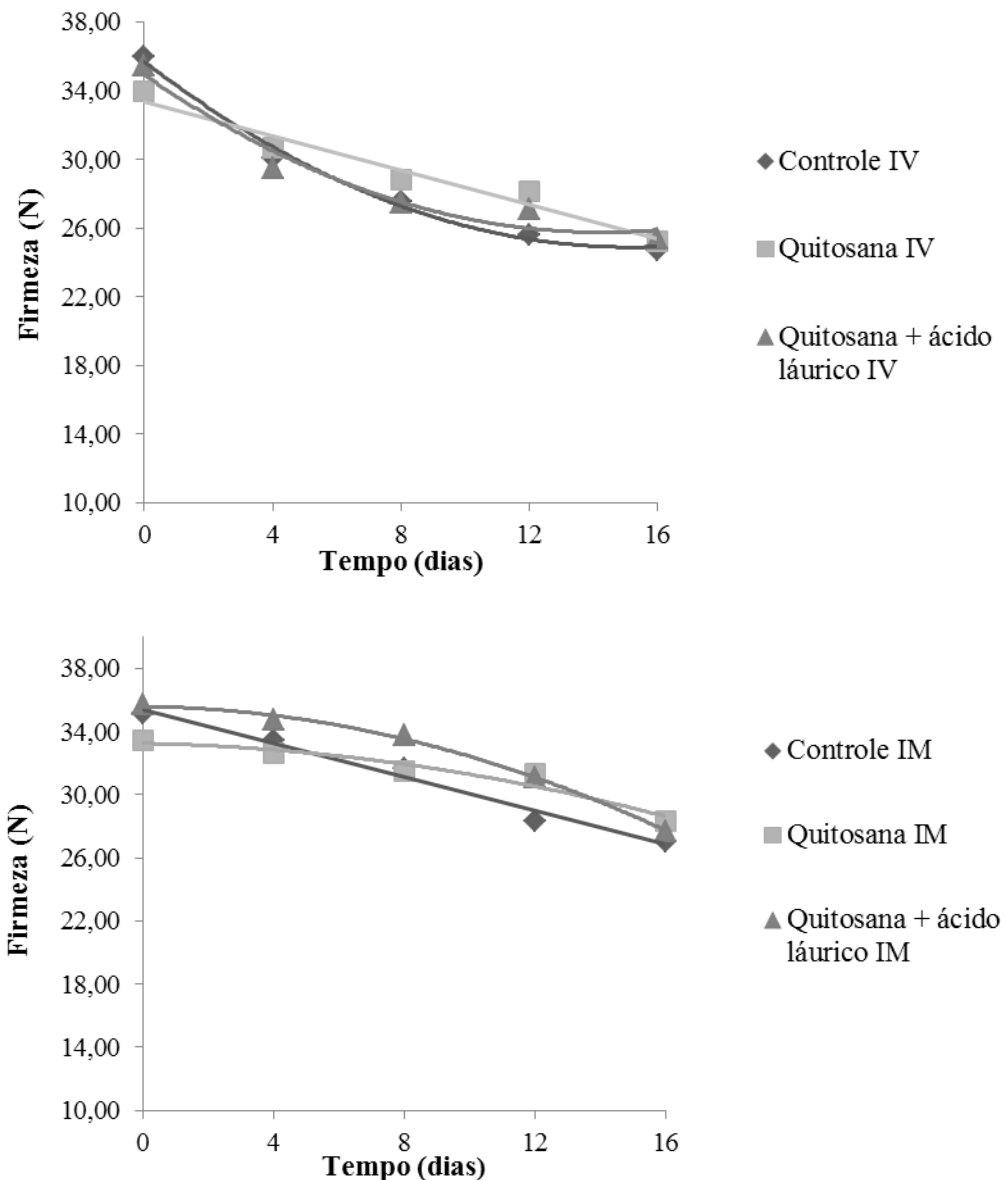 38,00
34,00
30,00
26,00
22,00
18,00
14,00
10,00
Firmeza (N)
0
4
8
12
16
Tempo (dias)
Controle IV
Quitosana IV
Quitosana + ácido
láurico IV
38,00
34,00
30,00
26,00
22,00
18,00
14,00
10,00
Firmeza (N)
0
4
8
12
16
Tempo (dias)
Controle IM
Quitosana IM
Quitosana + ácido
láurico IM